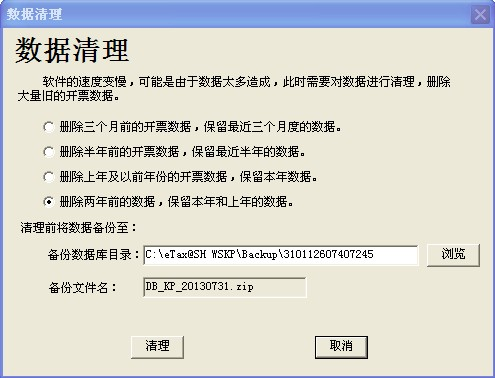 数据清理
数据清理
软件的速度变慢，可能是由于数据太多造成，此时需要对数据进行清理，删除
大量旧的开票数据。
删除三个月前的开票数据，保留最近三个月度的数据。
删除半年前的开票数据，保留最近半年的数据。
删除上年及以前年份的开票数据，保留本年数据。
删除两年前的数据，保留本年和上年的数据。
清理前将数据备份至：
备份数据库目录： C:\eTax@SH WSKP\Backup\310112607407245 浏览
备份文件名： DB_KP_20130731.zip
清理 取消